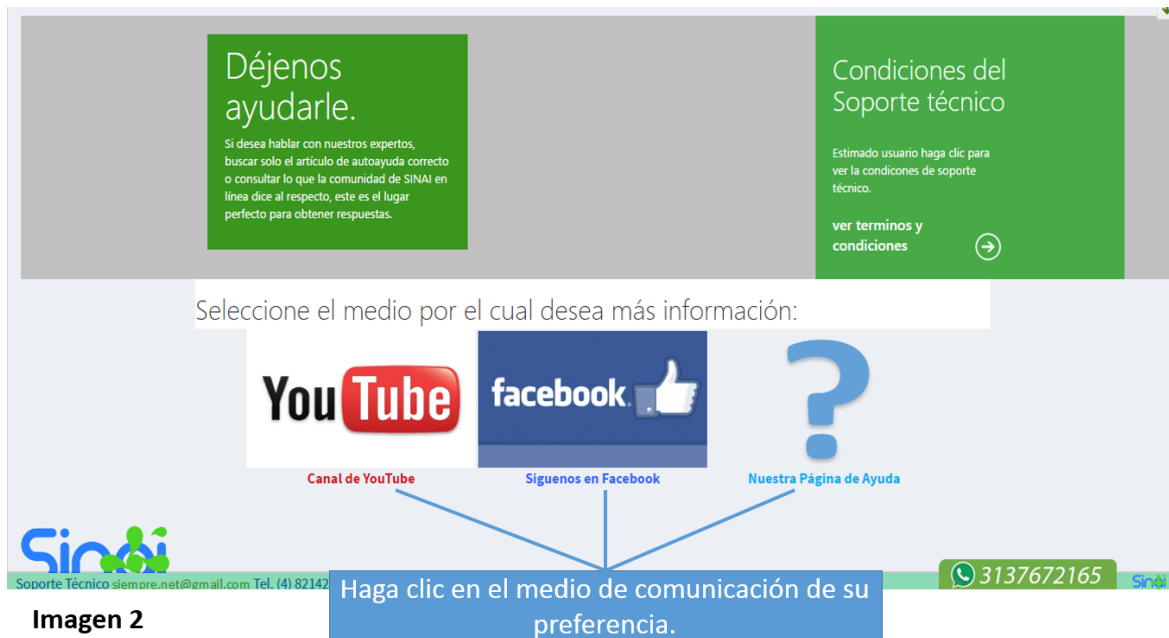 Déjenos
ayudarle.
Si desea hablar con nuestros expertos,
buscar solo el artículo de autoayuda correcto
o consultar lo que la comunidad de SINAI en
línea dice al respecto, este es el lugar
perfecto para obtener respuestas.
Condiciones del
Soporte técnico
Estimado usuario haga clic para
ver la condicones de soporte
técnico.
ver terminos y
condiciones
Seleccione el medio por el cual desea más información:
YouTube
facebook.
?
Canal de YouTube
Siguenos en Facebook
Nuestra Página de Ayuda
Sinai
Soporte Técnico siempre.net@gmail.com Tel. (4) 82142
3137672165
Sinai
Haga clic en el medio de comunicación de su
preferencia.
Imagen 2